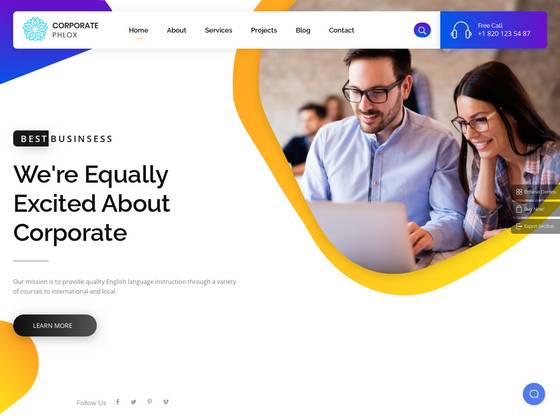 CORPORATE
PHLOX
Home About Services Projects Blog Contact
Free Call
+1 820 123 54 87
BEST BUSINSESS
We're Equally
Excited About
Corporate
Our mission is to provide quality English language instruction through a variety
of courses to international and local.
LEARN MORE
Browse Demos
Buy Now!
Export Section
Follow Us